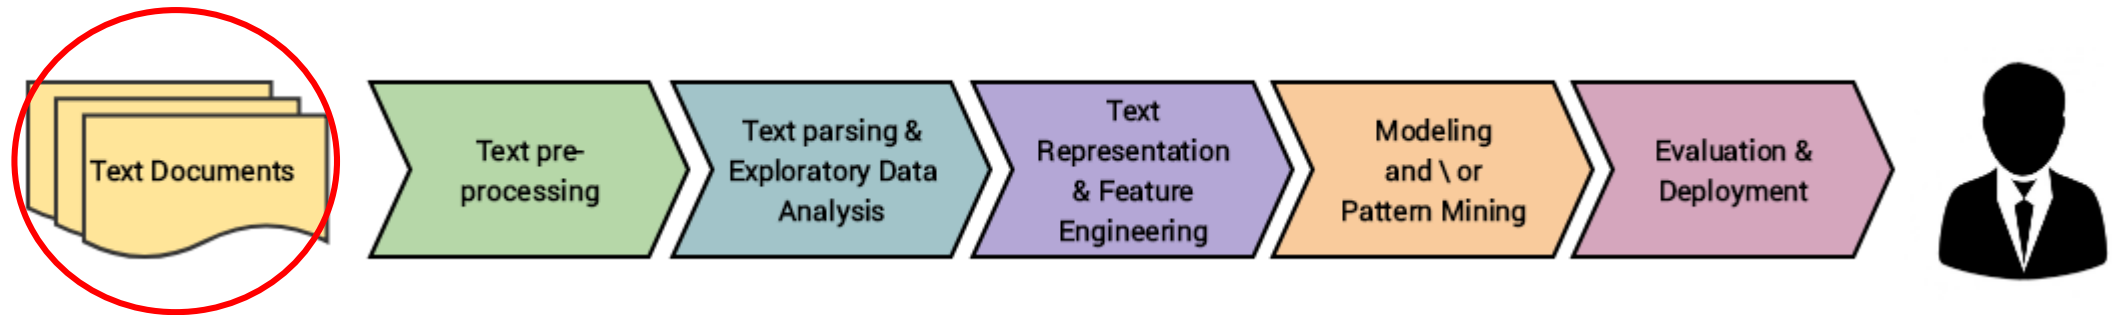 Text Documents
Text pre-
processing
Text parsing &
Exploratory Data
Analysis
Text
Representation
& Feature
Engineering
Modeling
and \ or
Pattern Mining
Evaluation &
Deployment